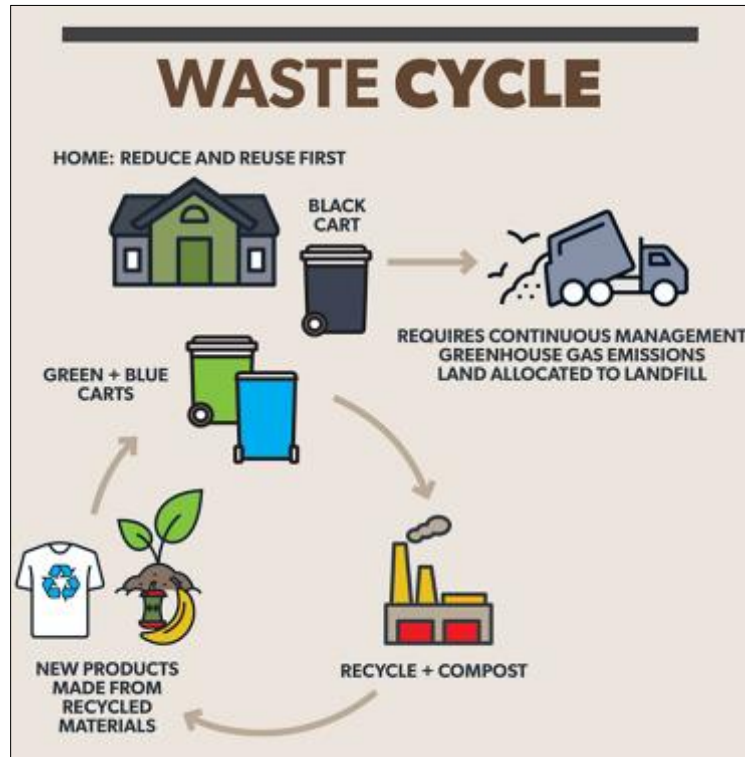 WASTE CYCLE
HOME: REDUCE AND REUSE FIRST
BLACK
CART
REQUIRES CONTINUOUS MANAGEMENT
GREENHOUSE GAS EMISSIONS
LAND ALLOCATED TO LANDFILL
GREEN + BLUE
CARTS
RECYCLE + COMPOST
NEW PRODUCTS
MADE FROM
RECYCLED
MATERIALS